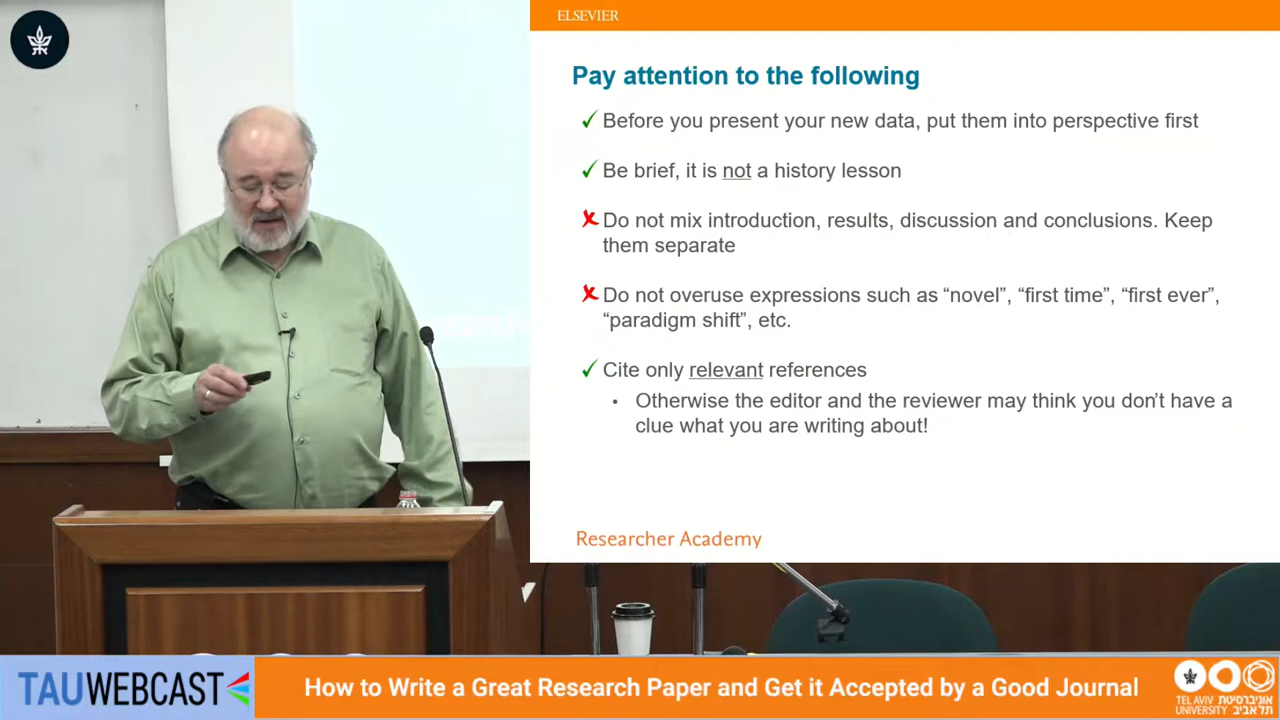 ELSEVIER
Pay attention to the following
✓ Before you present your new data, put them into perspective first
✓ Be brief, it is not a history lesson
✗ Do not mix introduction, results, discussion and conclusions. Keep
them separate
✗ Do not overuse expressions such as “novel”, “first time”, “first ever”,
“paradigm shift”, etc.
✓ Cite only relevant references
• Otherwise the editor and the reviewer may think you don’t have a
clue what you are writing about!
Researcher Academy
TAUWEBCAST
How to Write a Great Research Paper and Get it Accepted by a Good Journal
TEL AVIV אוניברסיטת
UNIVERSITY תל אביב